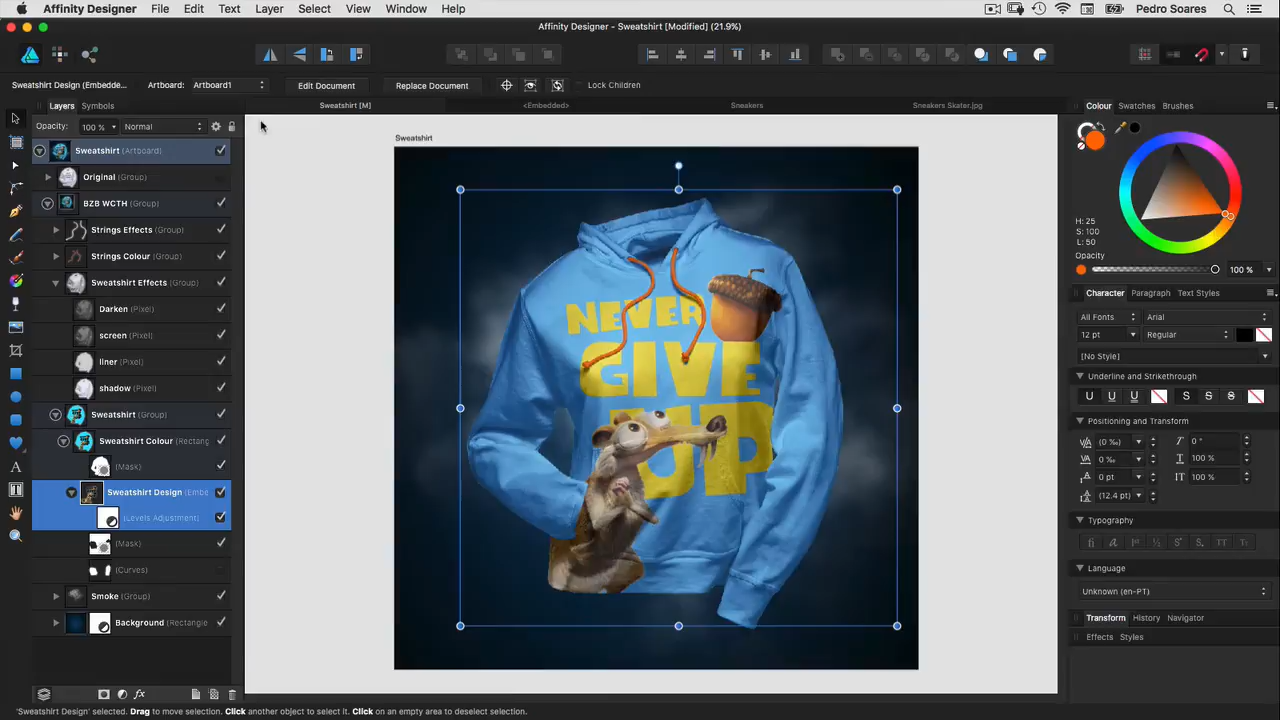 Affinity Designer File Edit Text Layer Select View Window Help Pedro Soares
Affinity Designer - Sweatshirt [Modified] (21.9%)
Sweatshirt Design (Embedde... Artboard: Artboard1 Edit Document Replace Document Lock Children
Layers Symbols
Sweatshirt [M] <Embedded> Sneakers Sneakers Skater.jpg
Colour Swatches Brushes
Opacity: 100 % Normal
Sweatshirt
Sweatshirt (Artboard)
Original (Group)
BZB WCTH (Group)
Strings Effects (Group)
Strings Colour (Group)
Sweatshirt Effects (Group)
Darken (Pixel)
screen (Pixel)
liner (Pixel)
shadow (Pixel)
Sweatshirt (Group)
Sweatshirt Colour (Rectang
(Mask)
Sweatshirt Design (Embe
(Levels Adjustment)
(Mask)
(Curves)
Smoke (Group)
Background (Rectangle
NEVER
GIVE
UP
H: 25
S: 100
L: 50
Opacity
100 %
Character Paragraph Text Styles
All Fonts Arial
12 pt Regular
[No Style]
Underline and Strikethrough
U U U S S S
Positioning and Transform
(0 ‰) 0 °
0 ‰ 100 %
0 pt 100 %
(12.4 pt)
Typography
Language
Unknown (en-PT)
Transform History Navigator
Effects Styles
'Sweatshirt Design' selected. Drag to move selection. Click another object to select it. Click on an empty area to deselect selection.